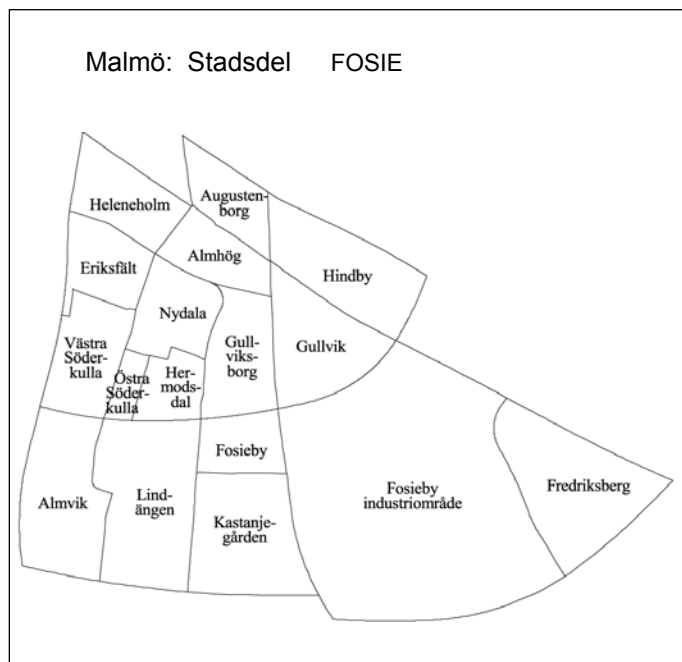 Malmö: Stadsdel FOSIE
Heleneholm
Augusten-
borg
Almhög
Eriksfält
Hindby
Nydala
Gullvik
Västra
Söder-
kulla
Gull-
viks-
borg
Östra
Söder-
kulla
Her-
mods-
dal
Fosieby
Almvik
Lind-
ängen
Kastanje-
gården
Fosieby
industriområde
Fredriksberg